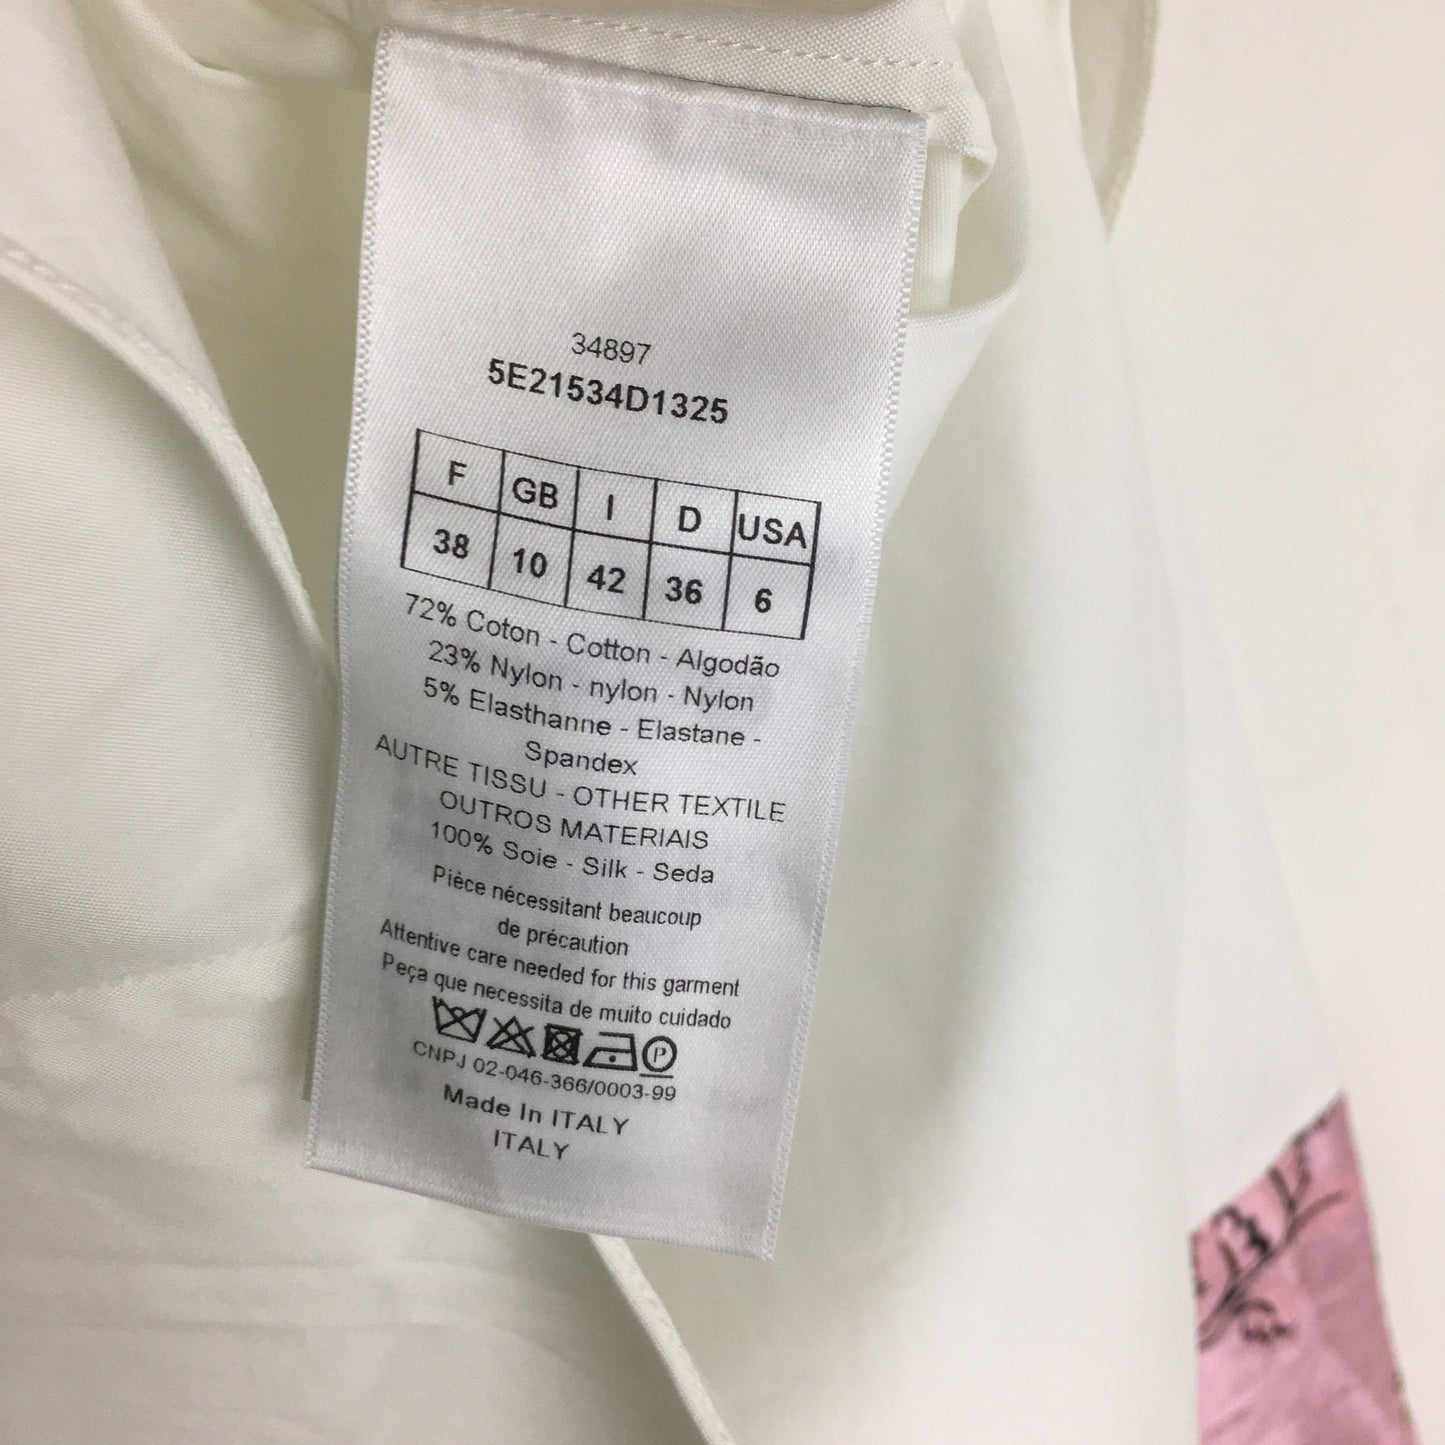 34897
5E21534D1325
F GB I D USA
38 10 42 36 6
72% Coton - Cotton - Algodão
23% Nylon - nylon - Nylon
5% Elasthanne - Elastane -
Spandex
AUTRE TISSU - OTHER TEXTILE
OUTROS MATERIAIS
100% Soie - Silk - Seda
Pièce nécessitant beaucoup
de précaution
Attentive care needed for this garment
Peça que necessita de muito cuidado
P
CNPJ 02-046-366/0003-99
Made In ITALY
ITALY